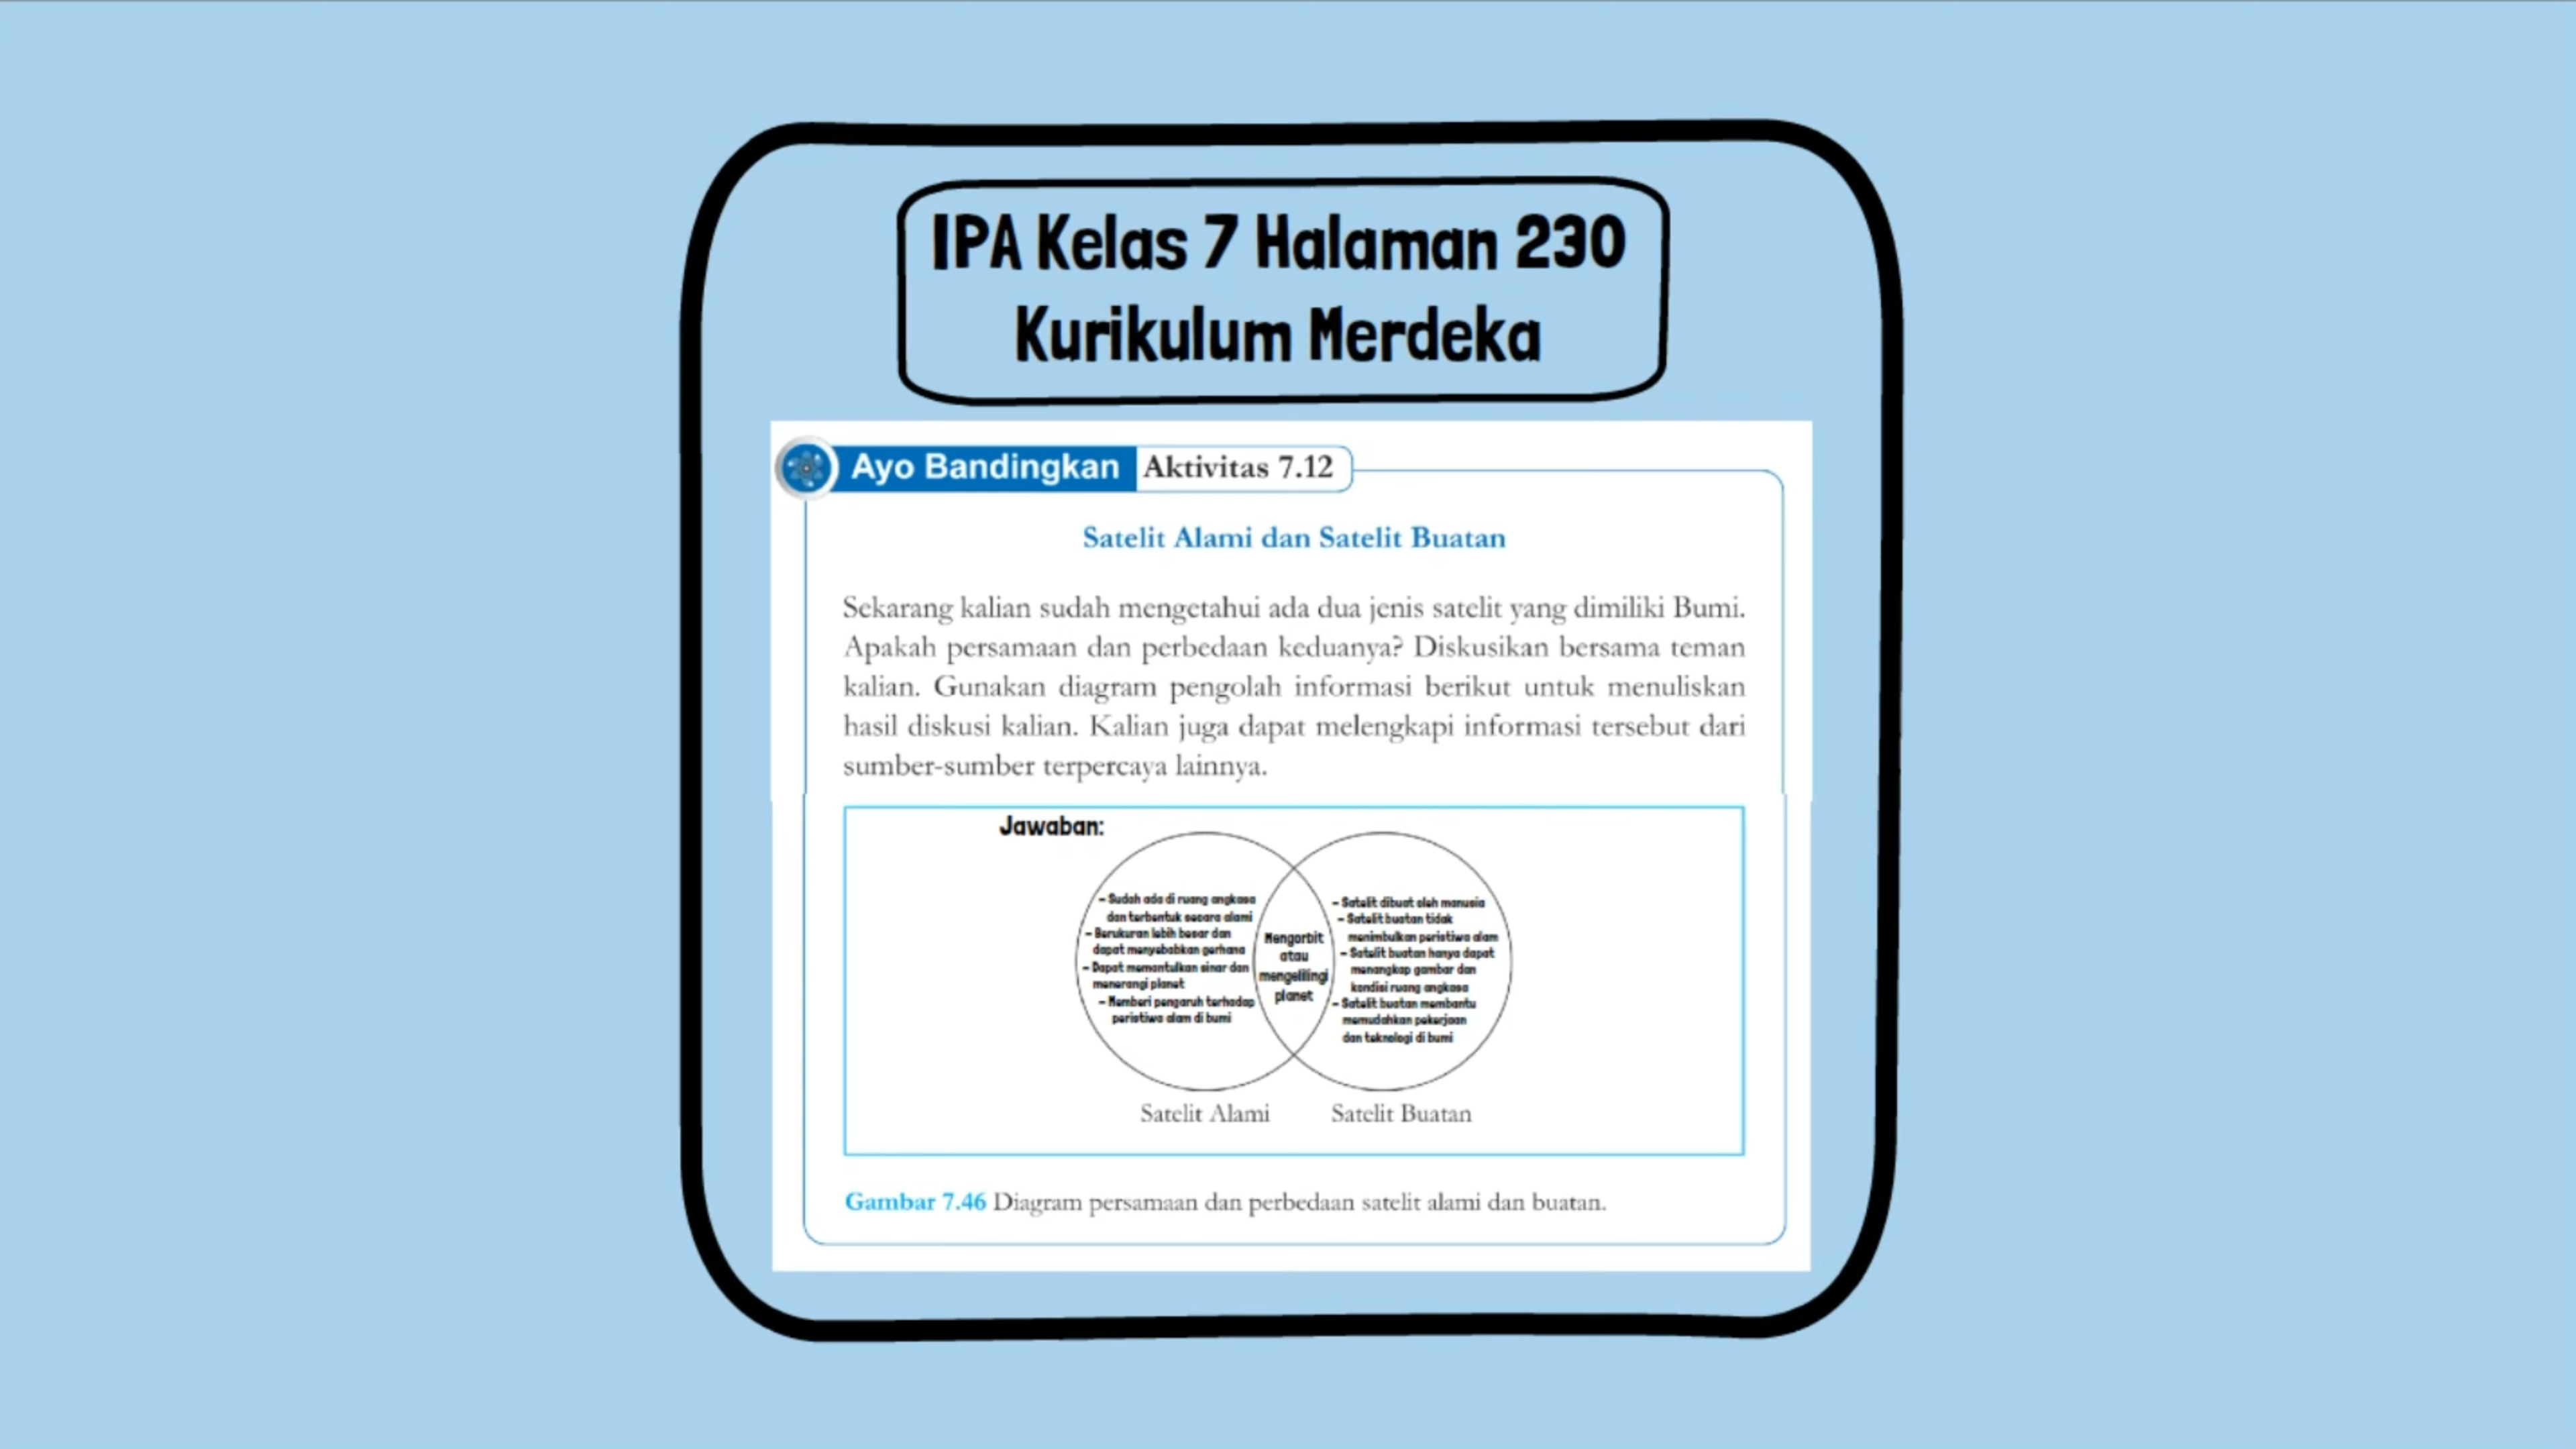 IPA Kelas 7 Halaman 230
Kurikulum Merdeka
Ayo Bandingkan Aktivitas 7.12
Satelit Alami dan Satelit Buatan
Sekarang kalian sudah mengetahui ada dua jenis satelit yang dimiliki Bumi.
Apakah persamaan dan perbedaan keduanya? Diskusikan bersama teman
kalian. Gunakan diagram pengolah informasi berikut untuk menuliskan
hasil diskusi kalian. Kalian juga dapat melengkapi informasi tersebut dari
sumber-sumber terpercaya lainnya.
Jawaban:
- Sudah ada di ruang angkasa
dan terbentuk secara alami
- Berukuran lebih besar dan
dapat menyebabkan gerhana
- Dapat memantulkan sinar dan
menerangi planet
- Memberi pengaruh terhadap
peristiwa alam di bumi
Mengorbit
atau
mengelilingi
planet
- Satelit dibuat oleh manusia
- Satelit buatan tidak
menimbulkan peristiwa alam
- Satelit buatan hanya dapat
menangkap gambar dan
kondisi ruang angkasa
- Satelit buatan membantu
memudahkan pekerjaan
dan teknologi di bumi
Satelit Alami
Satelit Buatan
Gambar 7.46 Diagram persamaan dan perbedaan satelit alami dan buatan.